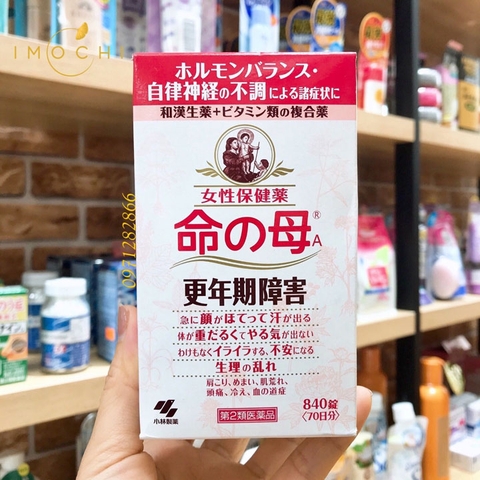 IMOCH
ホルモンバランス・
自律神経の不調による諸症状に
和漢生薬+ビタミン類の複合薬
女性保健薬
命の母®A
更年期障害
急に顔がほてって汗が出る
体が重だるくてやる気が出ない
わけもなくイライラする、不安になる
生理の乱れ
肩こり、めまい、肌荒れ、
頭痛、冷え、血の道症
小林製薬
第2類医薬品
840錠
〈70日分〉
0911282866